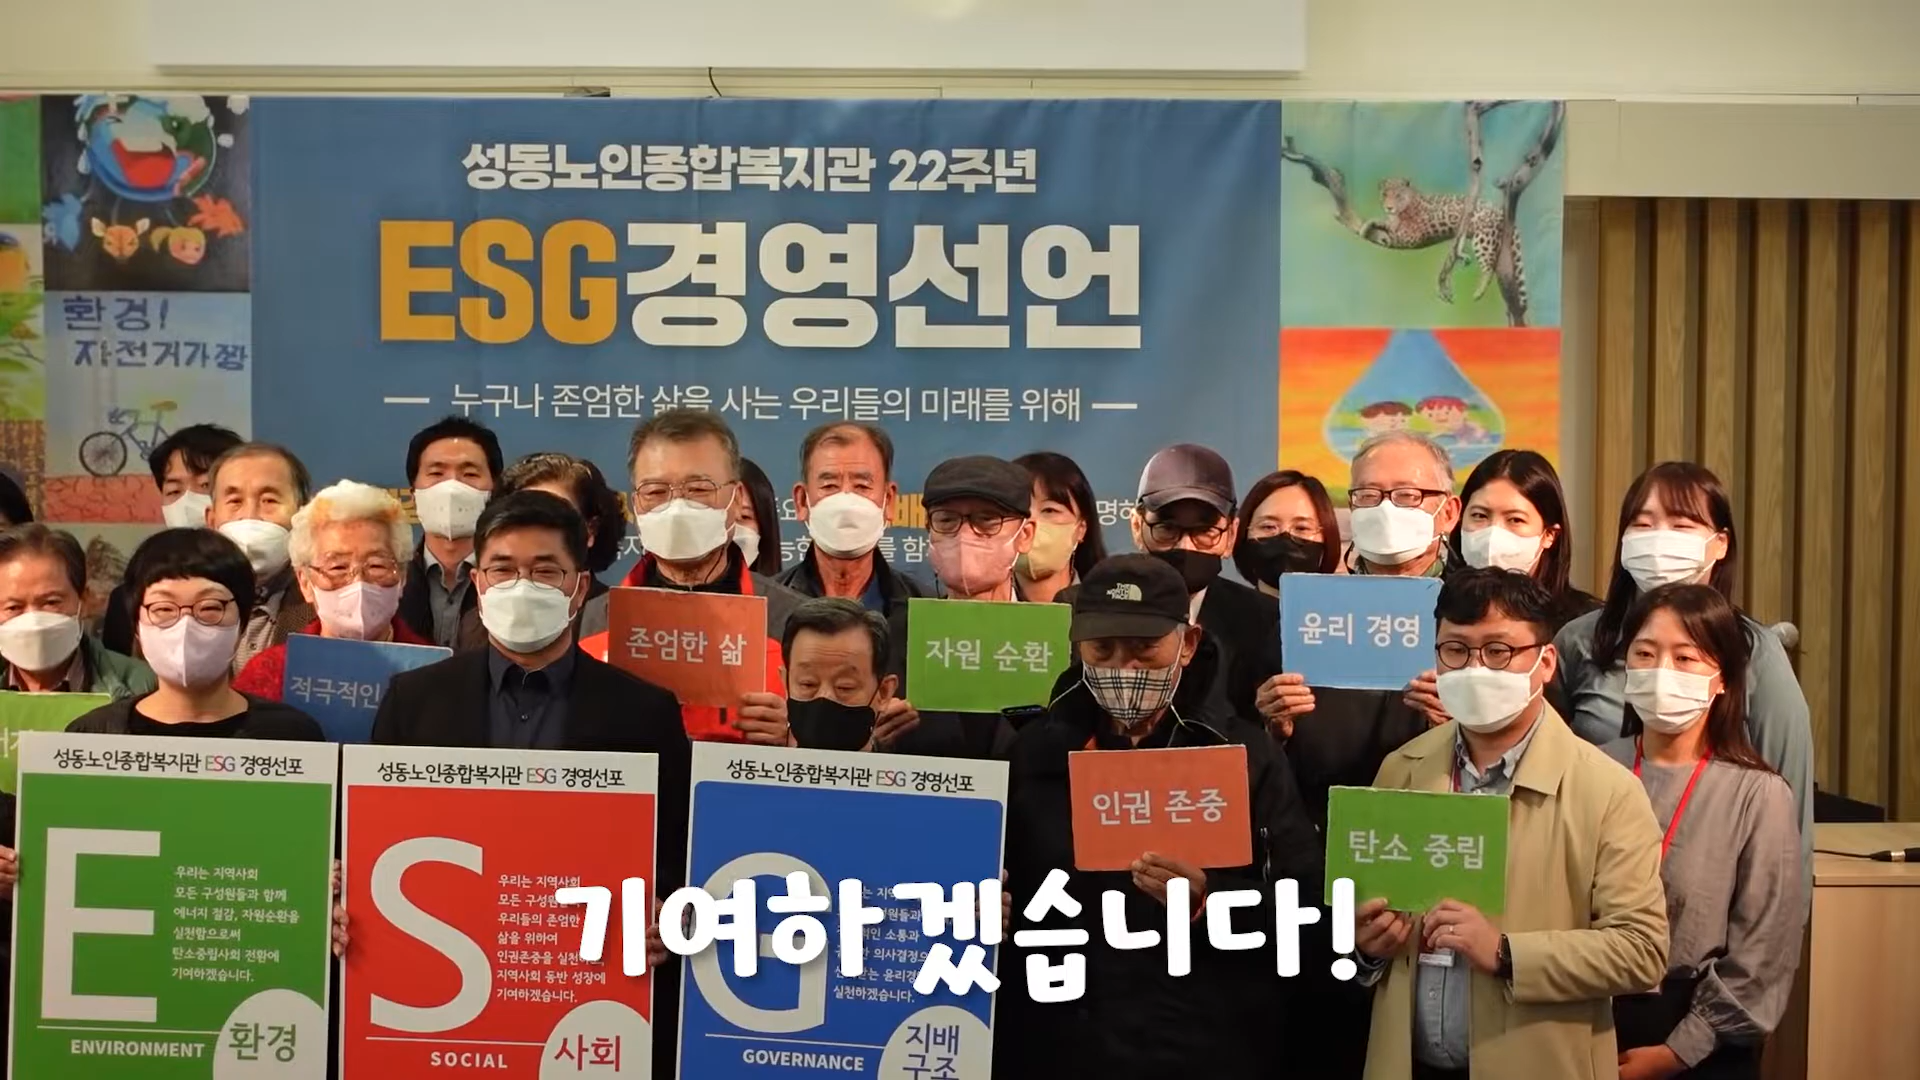 성동노인종합복지관 22주년
ESG경영선언
누구나 존엄한 삶을 사는 우리들의 미래를 위해
환경!
자전거가짱
THE
NORTH
FACE
적극적인
존엄한 삶
자원 순환
윤리 경영
인권 존중
탄소 중립
성동노인종합복지관 ESG 경영선포
E
우리는 지역사회
모든 구성원들과 함께
에너지 절감, 자원순환을
실천함으로써
탄소중립사회 전환에
기여하겠습니다.
ENVIRONMENT
환경
성동노인종합복지관 ESG 경영선포
S
우리는 지역사회
모든
우리들의 존엄한
삶을 위하여
인권존중을
지역사회 동반 성장에
기여하겠습니다.
SOCIAL
사회
성동노인종합복지관 ESG 경영선포
G
소통과
의사결정
실천하겠습니다.
GOVERNANCE
지배
구조
기여하겠습니다!